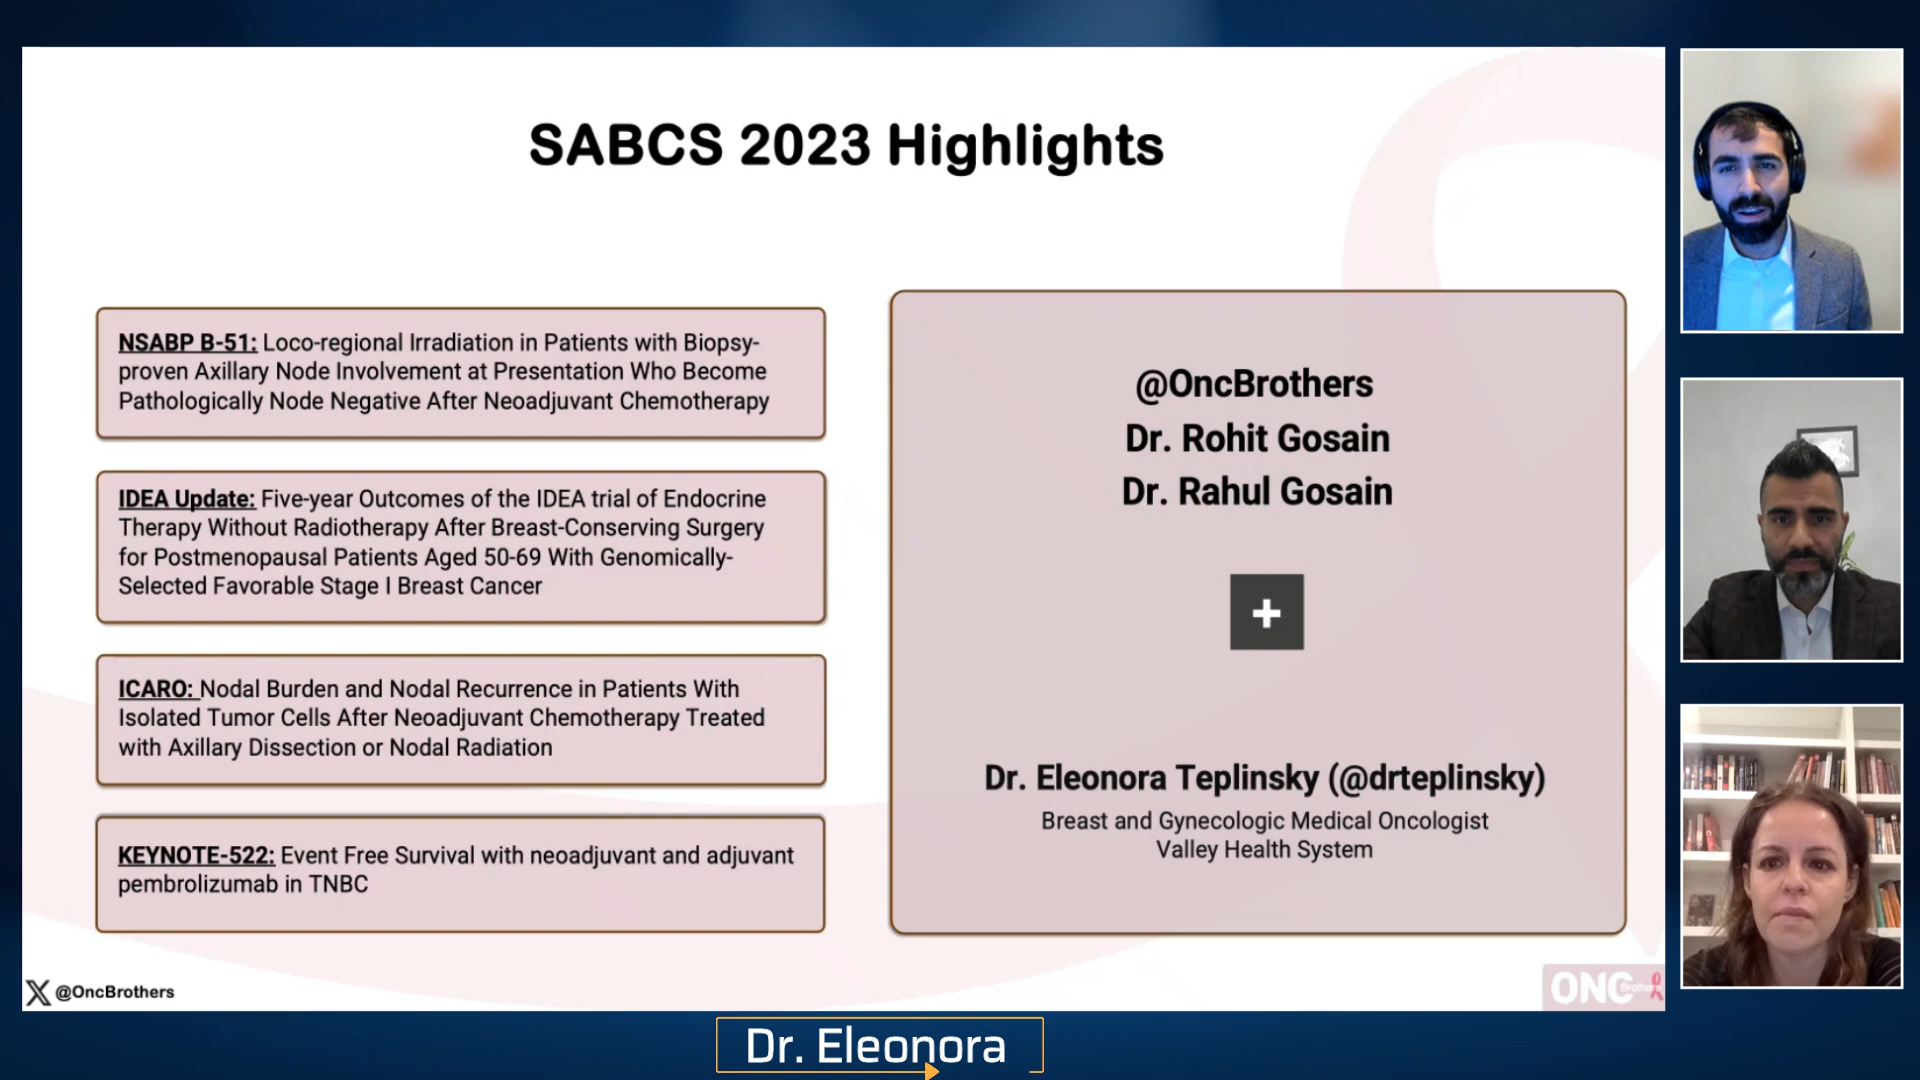 SABCS 2023 Highlights
NSABP B-51: Loco-regional Irradiation in Patients with Biopsy-
proven Axillary Node Involvement at Presentation Who Become
Pathologically Node Negative After Neoadjuvant Chemotherapy
IDEA Update: Five-year Outcomes of the IDEA trial of Endocrine
Therapy Without Radiotherapy After Breast-Conserving Surgery
for Postmenopausal Patients Aged 50-69 With Genomically-
Selected Favorable Stage I Breast Cancer
ICARO: Nodal Burden and Nodal Recurrence in Patients With
Isolated Tumor Cells After Neoadjuvant Chemotherapy Treated
with Axillary Dissection or Nodal Radiation
KEYNOTE-522: Event Free Survival with neoadjuvant and adjuvant
pembrolizumab in TNBC
@OncBrothers
Dr. Rohit Gosain
Dr. Rahul Gosain
+
Dr. Eleonora Teplinsky (@drteplinsky)
Breast and Gynecologic Medical Oncologist
Valley Health System
X @OncBrothers
ONC Brothers
Dr. Eleonora